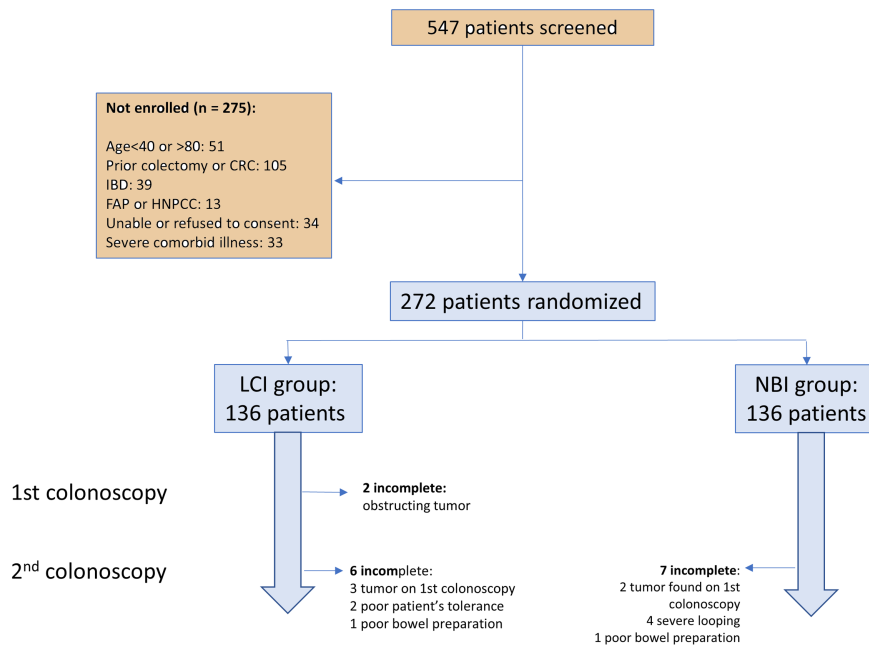 547 patients screened
Not enrolled (n = 275):
Age<40 or >80: 51
Prior colectomy or CRC: 105
IBD: 39
FAP or HNPCC: 13
Unable or refused to consent: 34
Severe comorbid illness: 33
272 patients randomized
LCI group:
136 patients
NBI group:
136 patients
1st colonoscopy
2 incomplete:
obstructing tumor
2nd colonoscopy
6 incomplete:
3 tumor on 1st colonoscopy
2 poor patient’s tolerance
1 poor bowel preparation
7 incomplete:
2 tumor found on 1st
colonoscopy
4 severe looping
1 poor bowel preparation